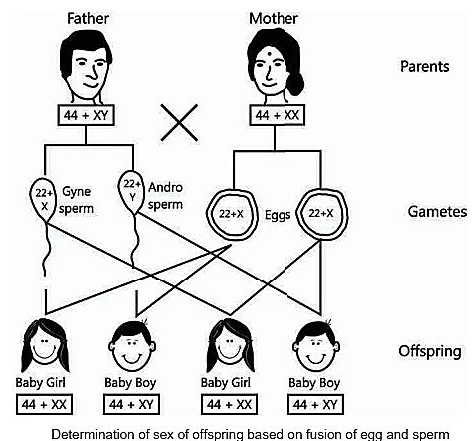 Father
Mother
Parents
44 + XY
44 + XX
22+
X
Gyne
sperm
22+
Y
Andro
sperm
22+X
Eggs
22+X
Gametes
Offspring
Baby Girl
Baby Boy
Baby Girl
Baby Boy
44 + XX
44 + XY
44 + XX
44 + XY
Determination of sex of offspring based on fusion of egg and sperm